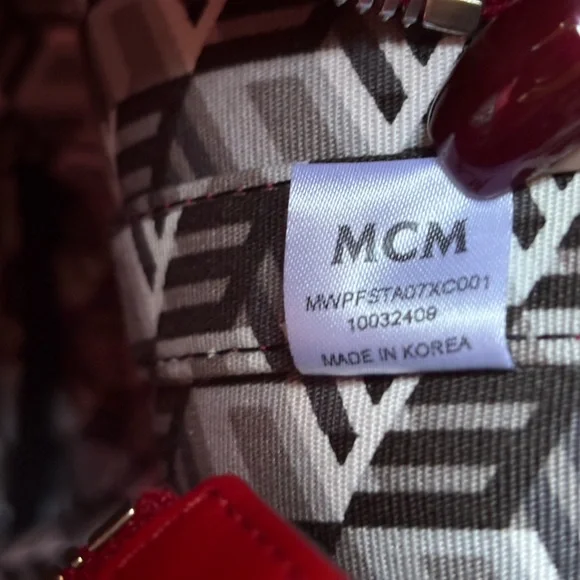 MCM
MWPFSTA07XC001
10032409
MADE IN KOREA